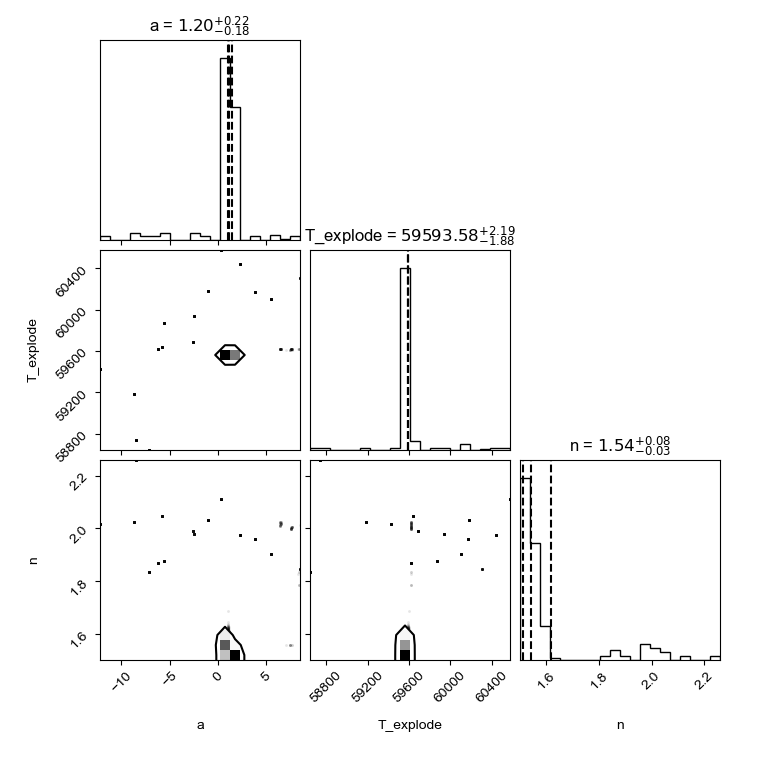 a = 1.20+0.22−0.18
T_explode = 59593.58+2.19−1.88
60400
60000
59600
59200
58800
T_explode
n = 1.54+0.08−0.03
2.2
2.0
1.8
1.6
n
−10
−5
0
5
58800
59200
59600
60000
60400
1.6
1.8
2.0
2.2
a
T_explode
n